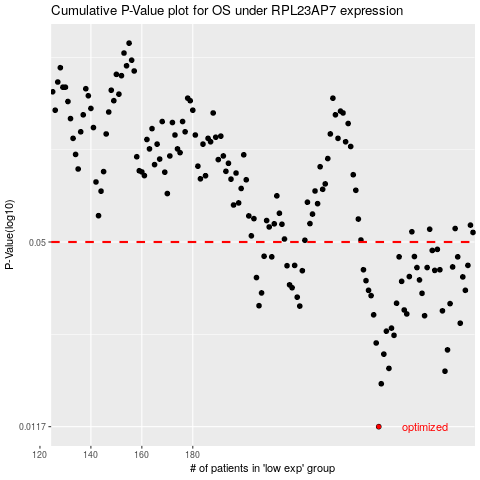 Cumulative P-Value plot for OS under RPL23AP7 expression
P-Value(log10)
0.05
0.0117
optimized
120 140 160 180
# of patients in 'low exp' group